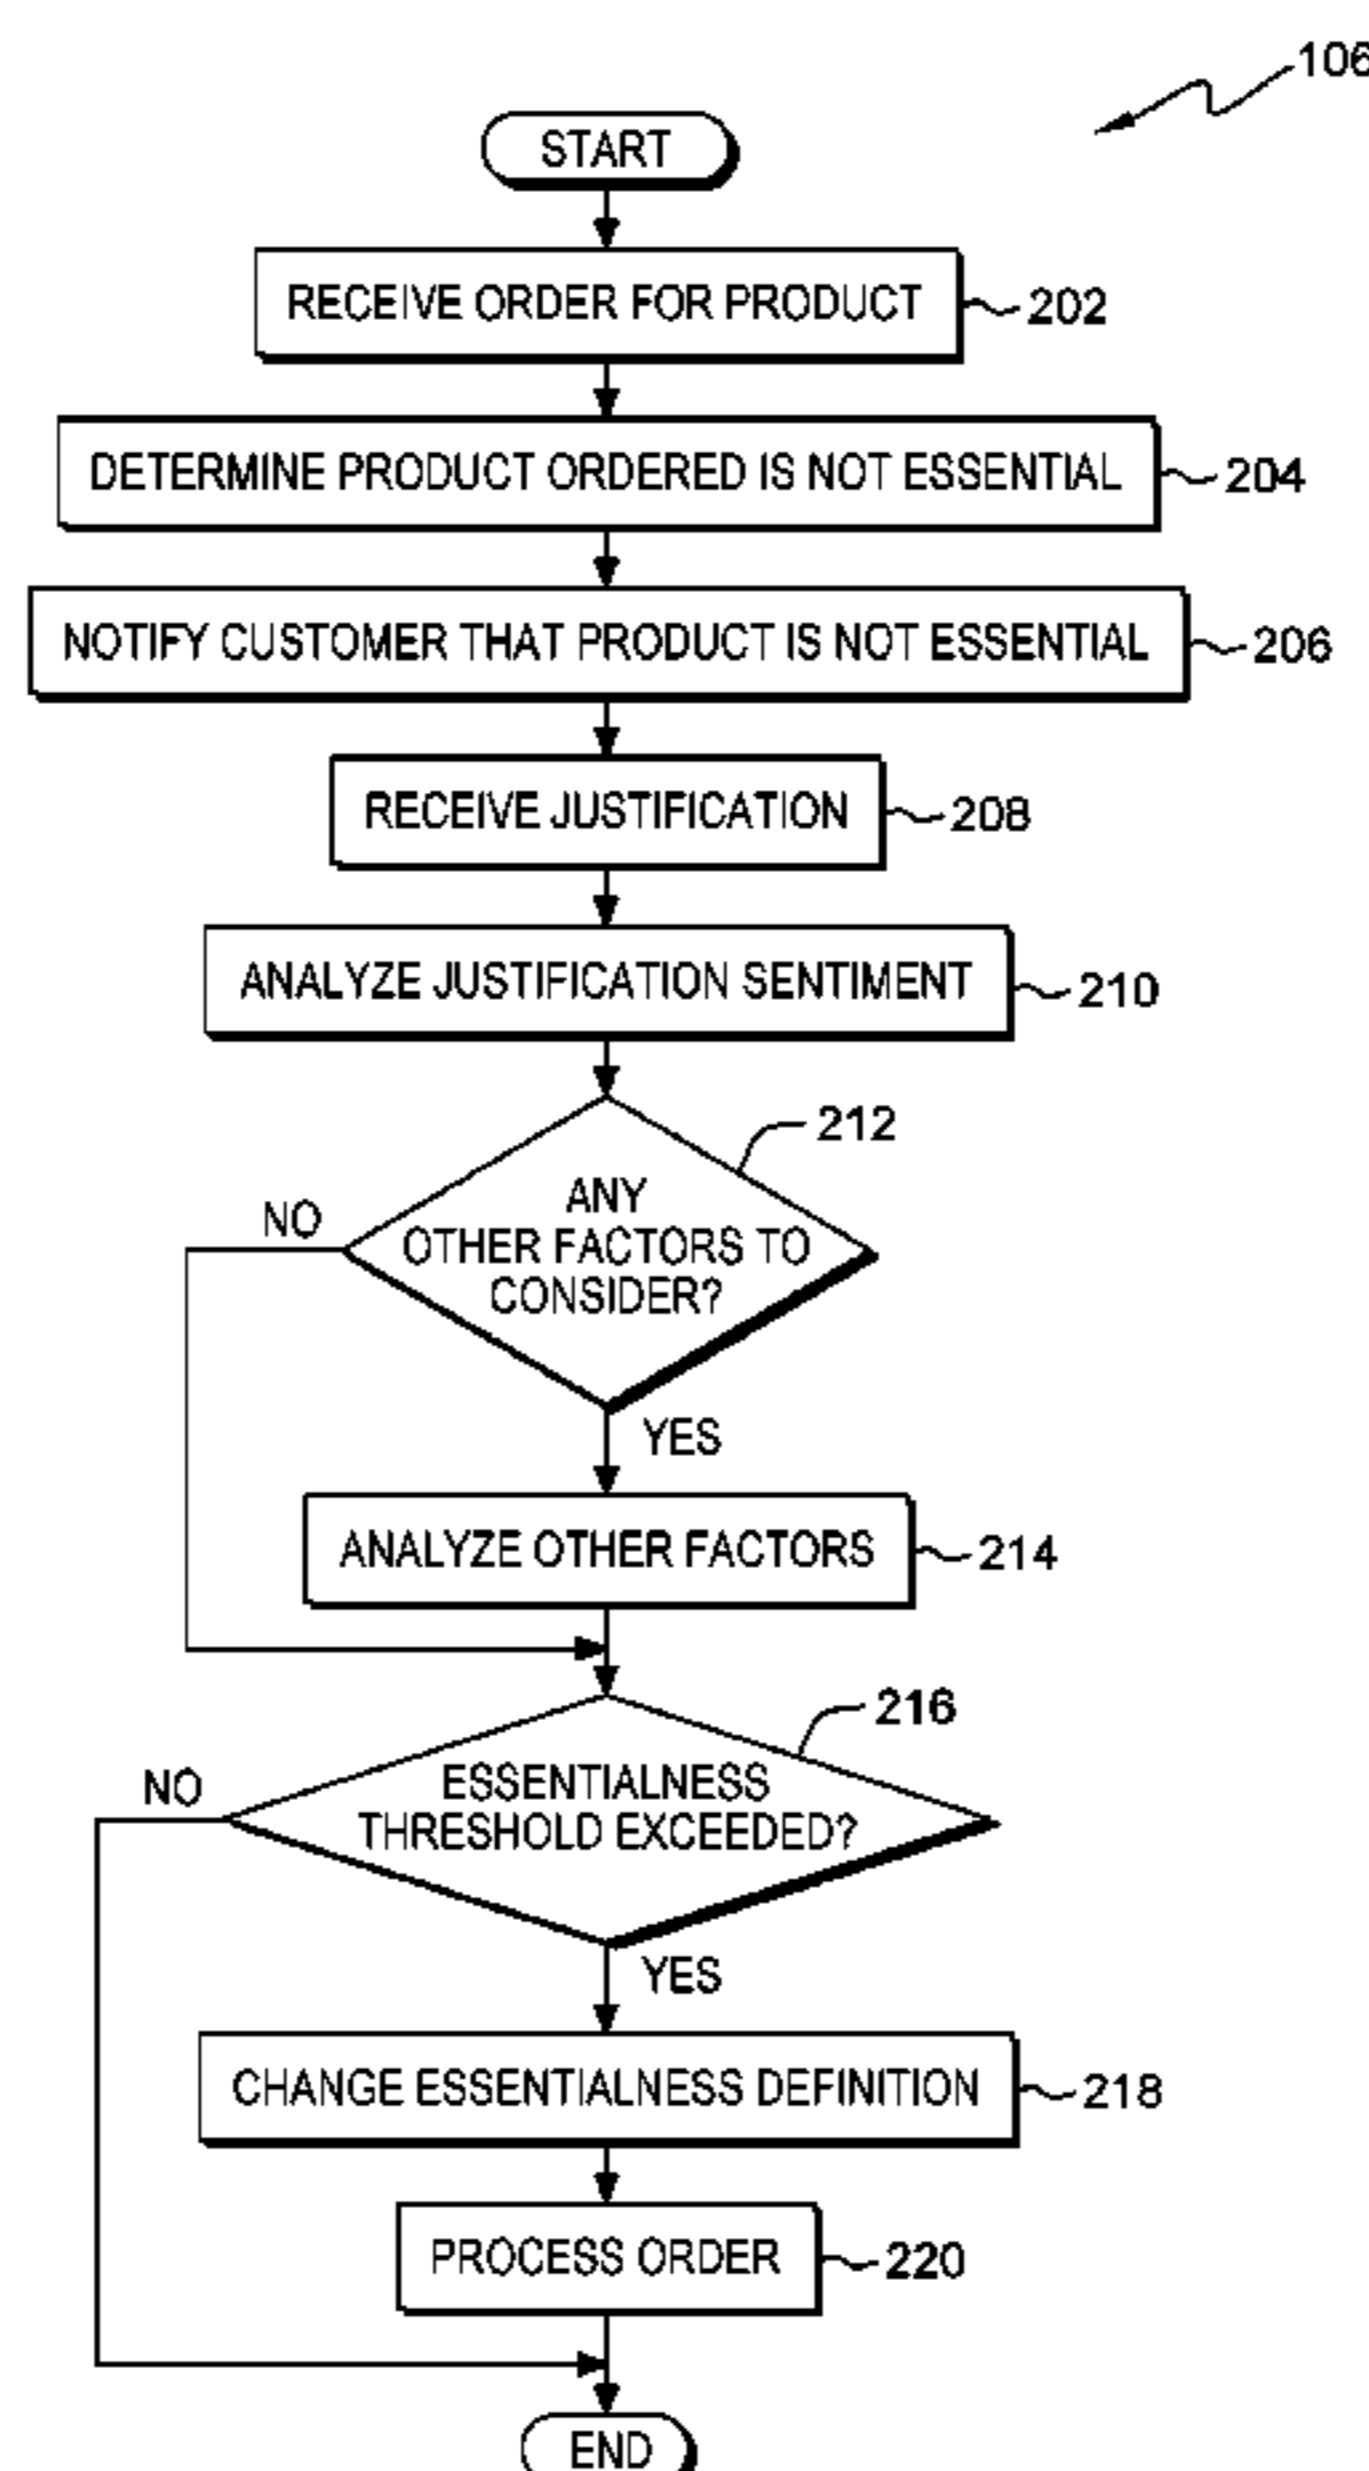 106
START
RECEIVE ORDER FOR PRODUCT
202
DETERMINE PRODUCT ORDERED IS NOT ESSENTIAL
204
NOTIFY CUSTOMER THAT PRODUCT IS NOT ESSENTIAL
206
RECEIVE JUSTIFICATION
208
ANALYZE JUSTIFICATION SENTIMENT
210
212
ANY
OTHER FACTORS TO
CONSIDER?
NO
YES
ANALYZE OTHER FACTORS
214
216
ESSENTIALNESS
THRESHOLD EXCEEDED?
NO
YES
CHANGE ESSENTIALNESS DEFINITION
218
PROCESS ORDER
220
END